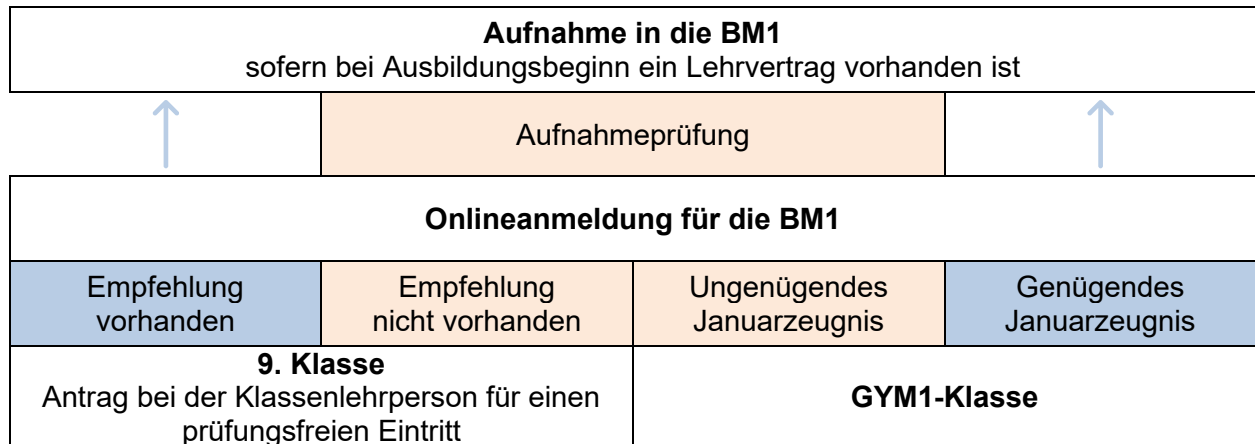 Aufnahme in die BM1
sofern bei Ausbildungsbeginn ein Lehrvertrag vorhanden ist
Aufnahmeprüfung
Onlineanmeldung für die BM1
Empfehlung
vorhanden
Empfehlung
nicht vorhanden
Ungenügendes
Januarzeugnis
Genügendes
Januarzeugnis
9. Klasse
Antrag bei der Klassenlehrperson für einen
prüfungsfreien Eintritt
GYM1-Klasse